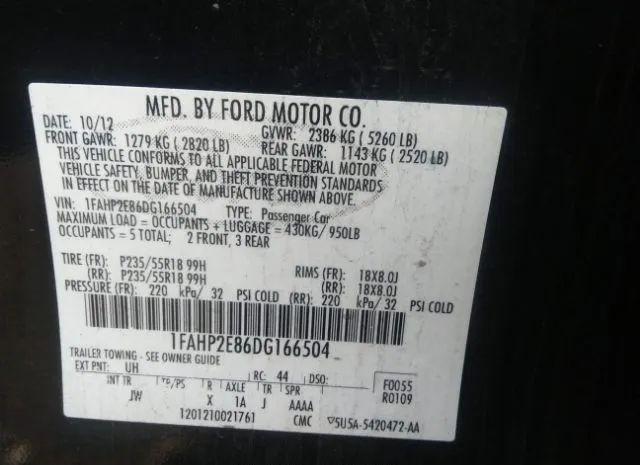 MFD. BY FORD MOTOR CO.
DATE: 10/12 GVWR: 2386 KG ( 5260 LB)
FRONT GAWR: 1279 KG ( 2820 LB) REAR GAWR: 1143 KG ( 2520 LB)
THIS VEHICLE CONFORMS TO ALL APPLICABLE FEDERAL MOTOR
VEHICLE SAFETY, BUMPER, AND THEFT PREVENTION STANDARDS
IN EFFECT ON THE DATE OF MANUFACTURE SHOWN ABOVE.
VIN: 1FAHP2E86DG166504 TYPE: Passenger Car
MAXIMUM LOAD = OCCUPANTS + LUGGAGE = 430KG/ 950LB
OCCUPANTS = 5 TOTAL; 2 FRONT, 3 REAR
TIRE (FR): P235/55R18 99H RIMS (FR): 18X8.0J
(RR): P235/55R18 99H (RR): 18X8.0J
PRESSURE (FR): 220 kPa/ 32 PSI COLD (RR): 220 kPa/ 32 PSI COLD
1FAHP2E86DG166504
TRAILER TOWING - SEE OWNER GUIDE
EXT PNT: UH RC: 44 DSO: F0055
INT TR TP/PS R AXLE TR SPR R0109
JW X 1A J AAAA
1201210021761 CMC 5U5A-5420472-AA